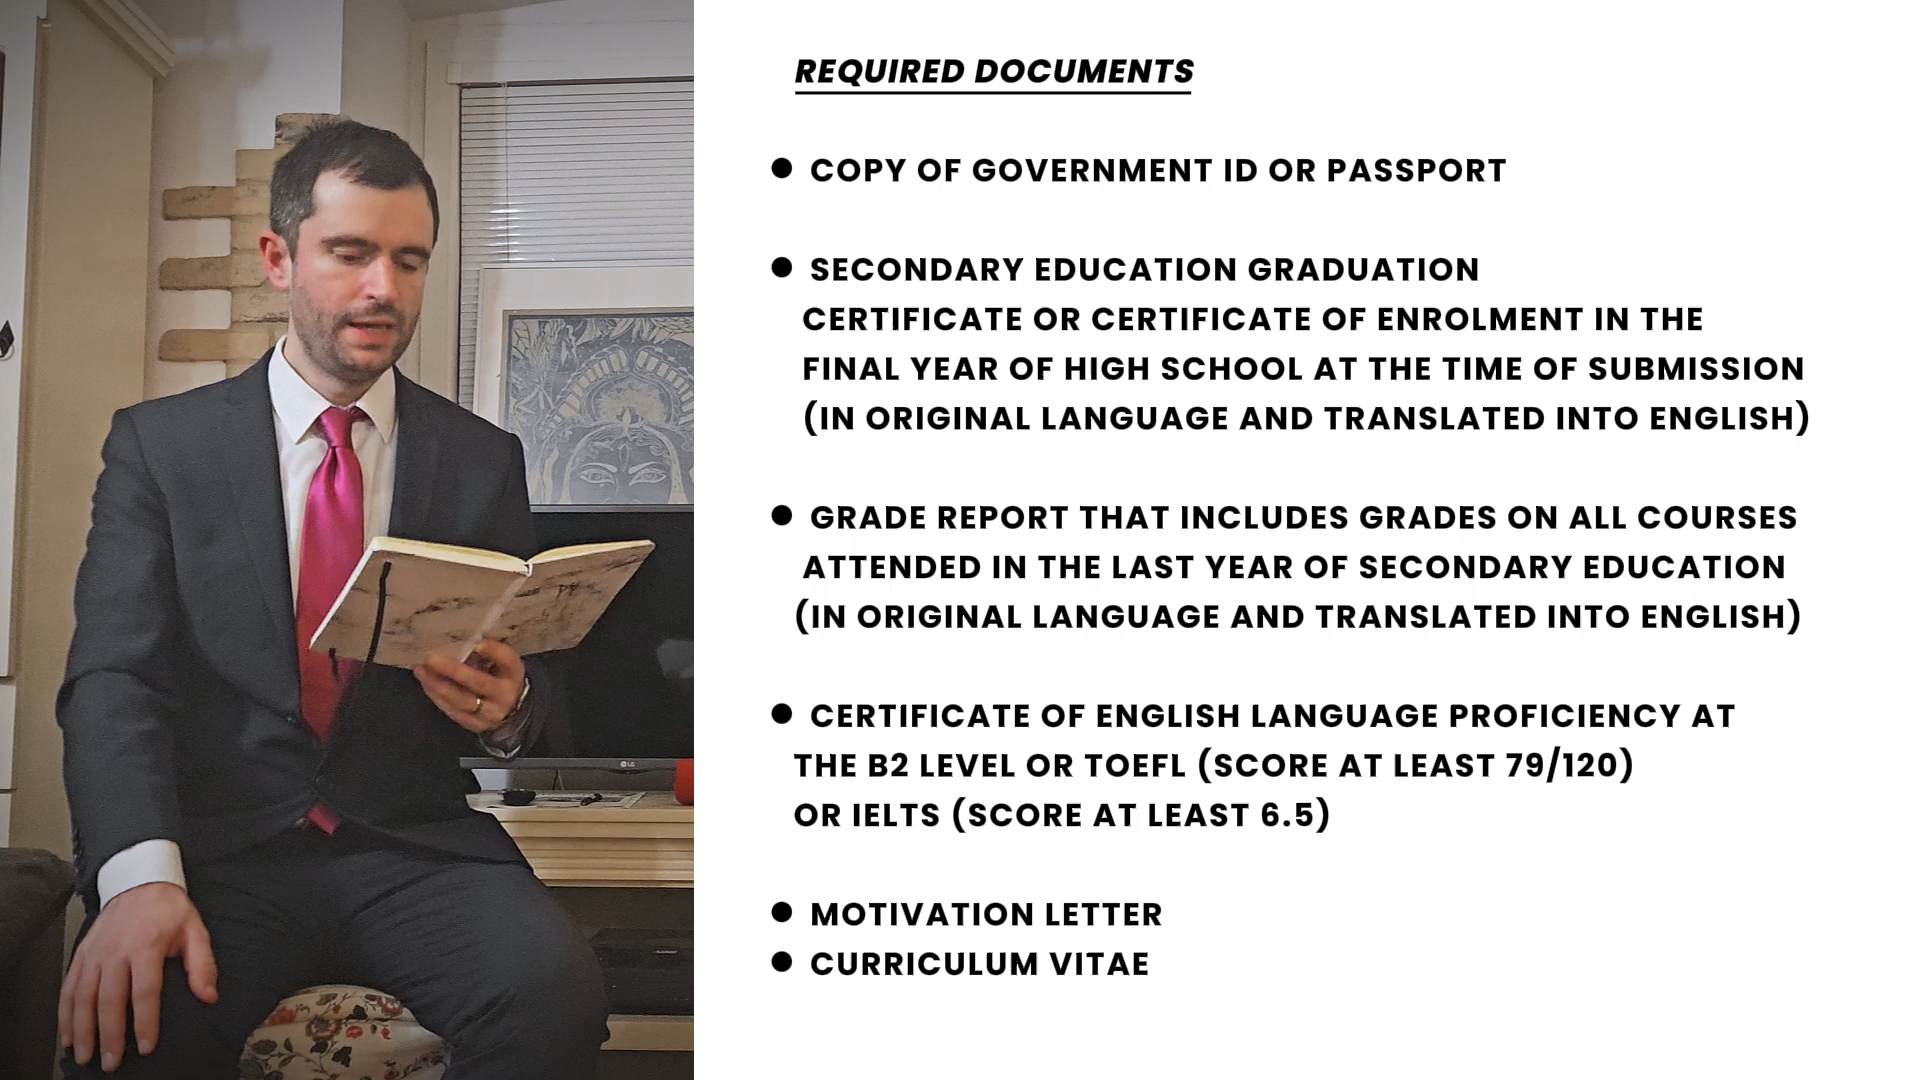 REQUIRED DOCUMENTS
● COPY OF GOVERNMENT ID OR PASSPORT
● SECONDARY EDUCATION GRADUATION
CERTIFICATE OR CERTIFICATE OF ENROLMENT IN THE
FINAL YEAR OF HIGH SCHOOL AT THE TIME OF SUBMISSION
(IN ORIGINAL LANGUAGE AND TRANSLATED INTO ENGLISH)
● GRADE REPORT THAT INCLUDES GRADES ON ALL COURSES
ATTENDED IN THE LAST YEAR OF SECONDARY EDUCATION
(IN ORIGINAL LANGUAGE AND TRANSLATED INTO ENGLISH)
● CERTIFICATE OF ENGLISH LANGUAGE PROFICIENCY AT
THE B2 LEVEL OR TOEFL (SCORE AT LEAST 79/120)
OR IELTS (SCORE AT LEAST 6.5)
● MOTIVATION LETTER
● CURRICULUM VITAE
LG